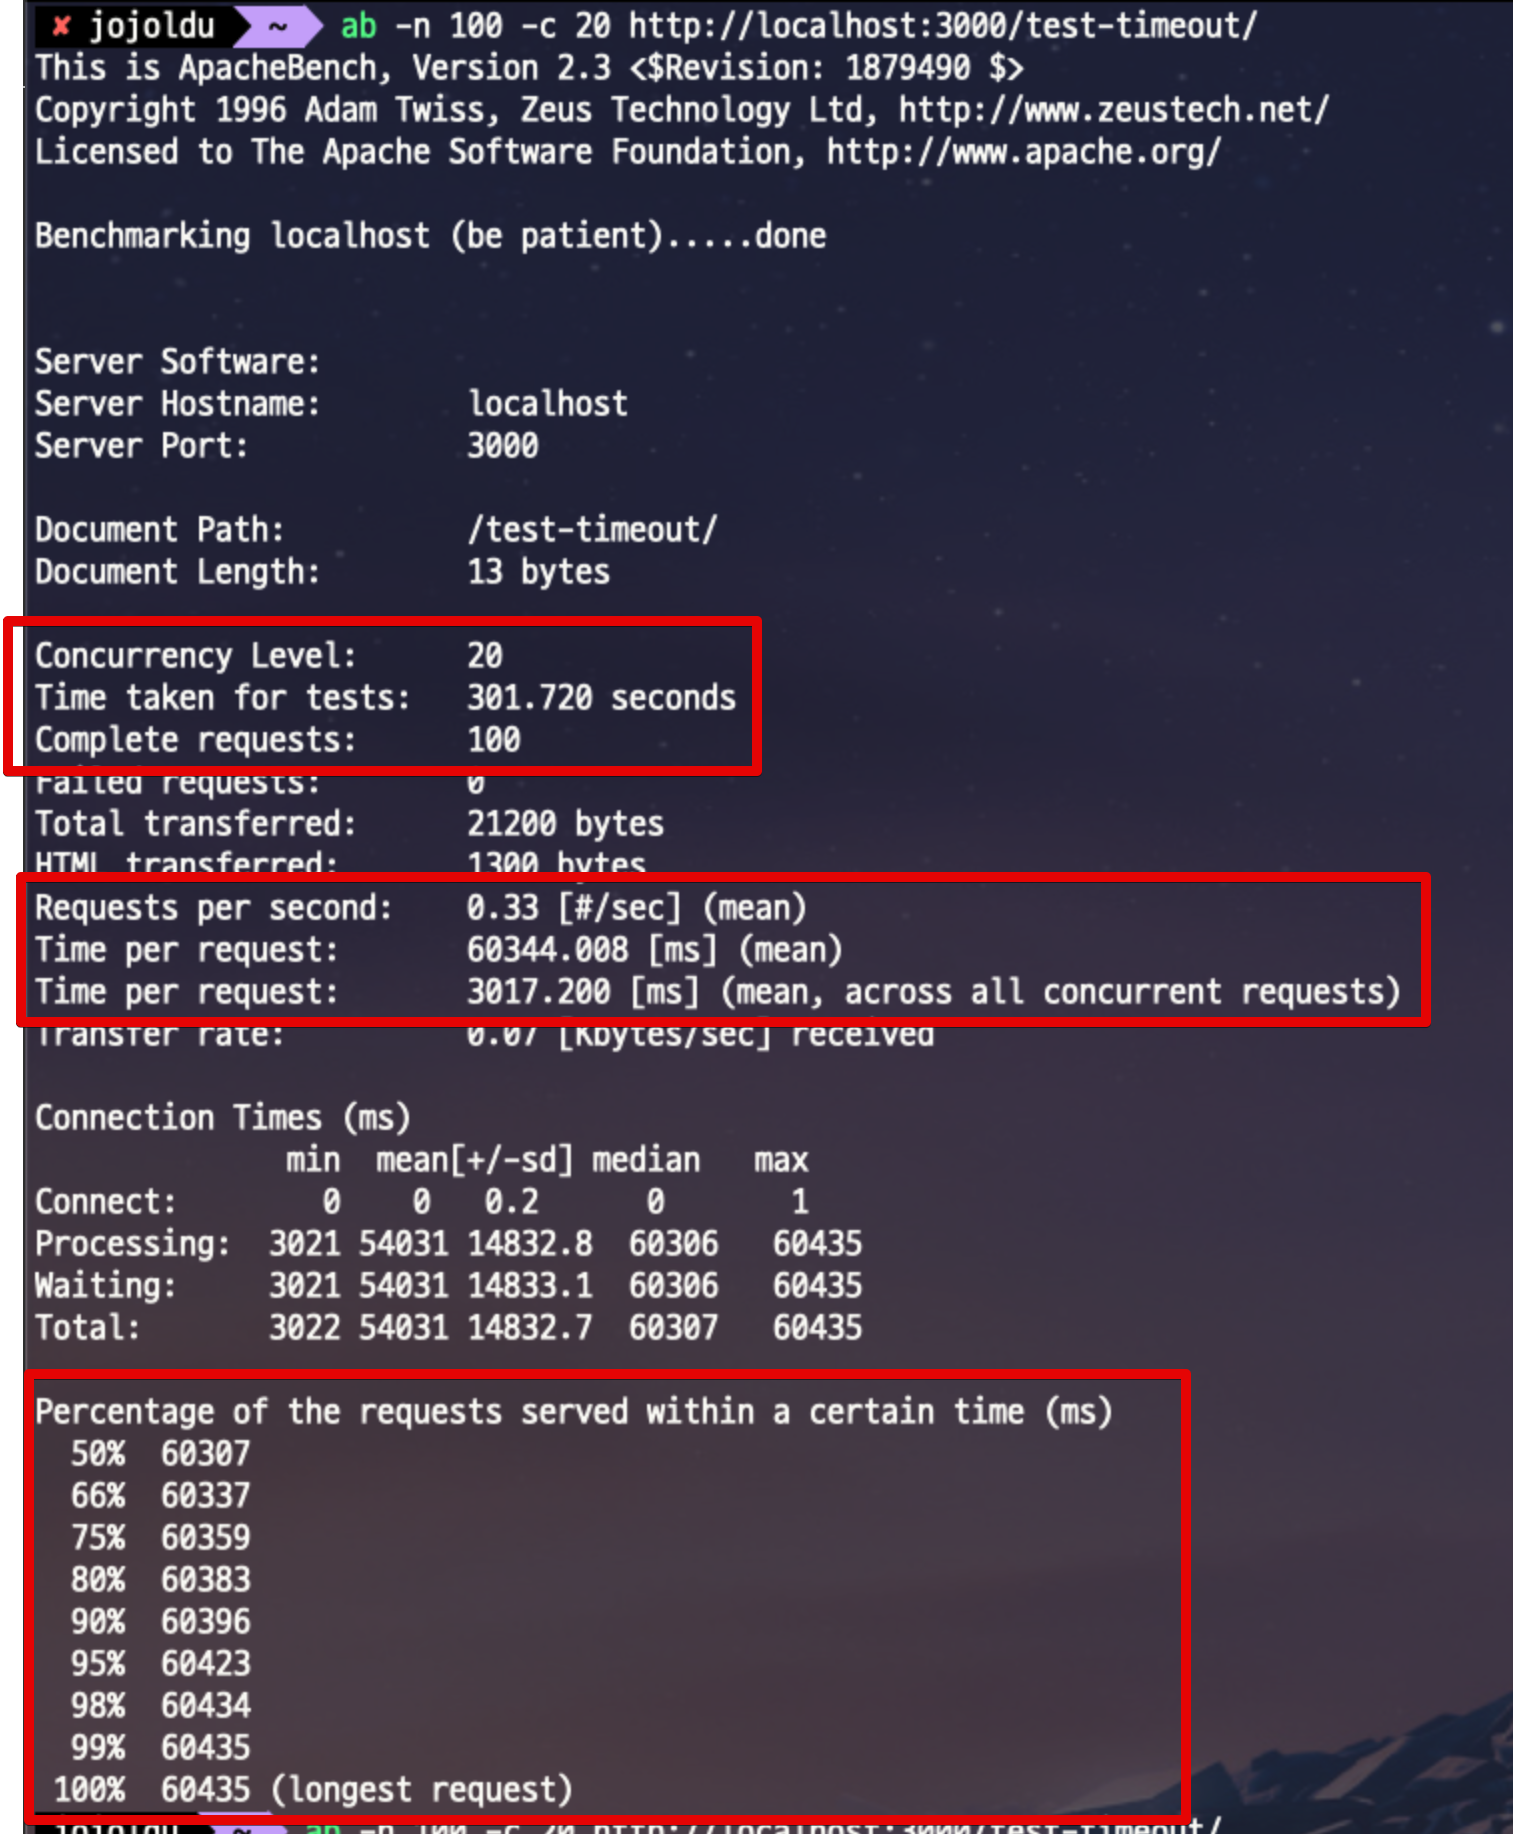 ✘ jojoldu ~ ab -n 100 -c 20 http://localhost:3000/test-timeout/
This is ApacheBench, Version 2.3 <$Revision: 1879490 $>
Copyright 1996 Adam Twiss, Zeus Technology Ltd, http://www.zeustech.net/
Licensed to The Apache Software Foundation, http://www.apache.org/
Benchmarking localhost (be patient).....done
Server Software:
Server Hostname: localhost
Server Port: 3000
Document Path: /test-timeout/
Document Length: 13 bytes
Concurrency Level: 20
Time taken for tests: 301.720 seconds
Complete requests: 100
Failed requests: 0
Total transferred: 21200 bytes
HTML transferred: 1300 bytes
Requests per second: 0.33 [#/sec] (mean)
Time per request: 60344.008 [ms] (mean)
Time per request: 3017.200 [ms] (mean, across all concurrent requests)
Transfer rate: 0.07 [Kbytes/sec] received
Connection Times (ms)
min mean[+/-sd] median max
Connect: 0 0 0.2 0 1
Processing: 3021 54031 14832.8 60306 60435
Waiting: 3021 54031 14833.1 60306 60435
Total: 3022 54031 14832.7 60307 60435
Percentage of the requests served within a certain time (ms)
50% 60307
66% 60337
75% 60359
80% 60383
90% 60396
95% 60423
98% 60434
99% 60435
100% 60435 (longest request)
jojoldu ~ ab -n 100 -c 20 http://localhost:3000/test-timeout/